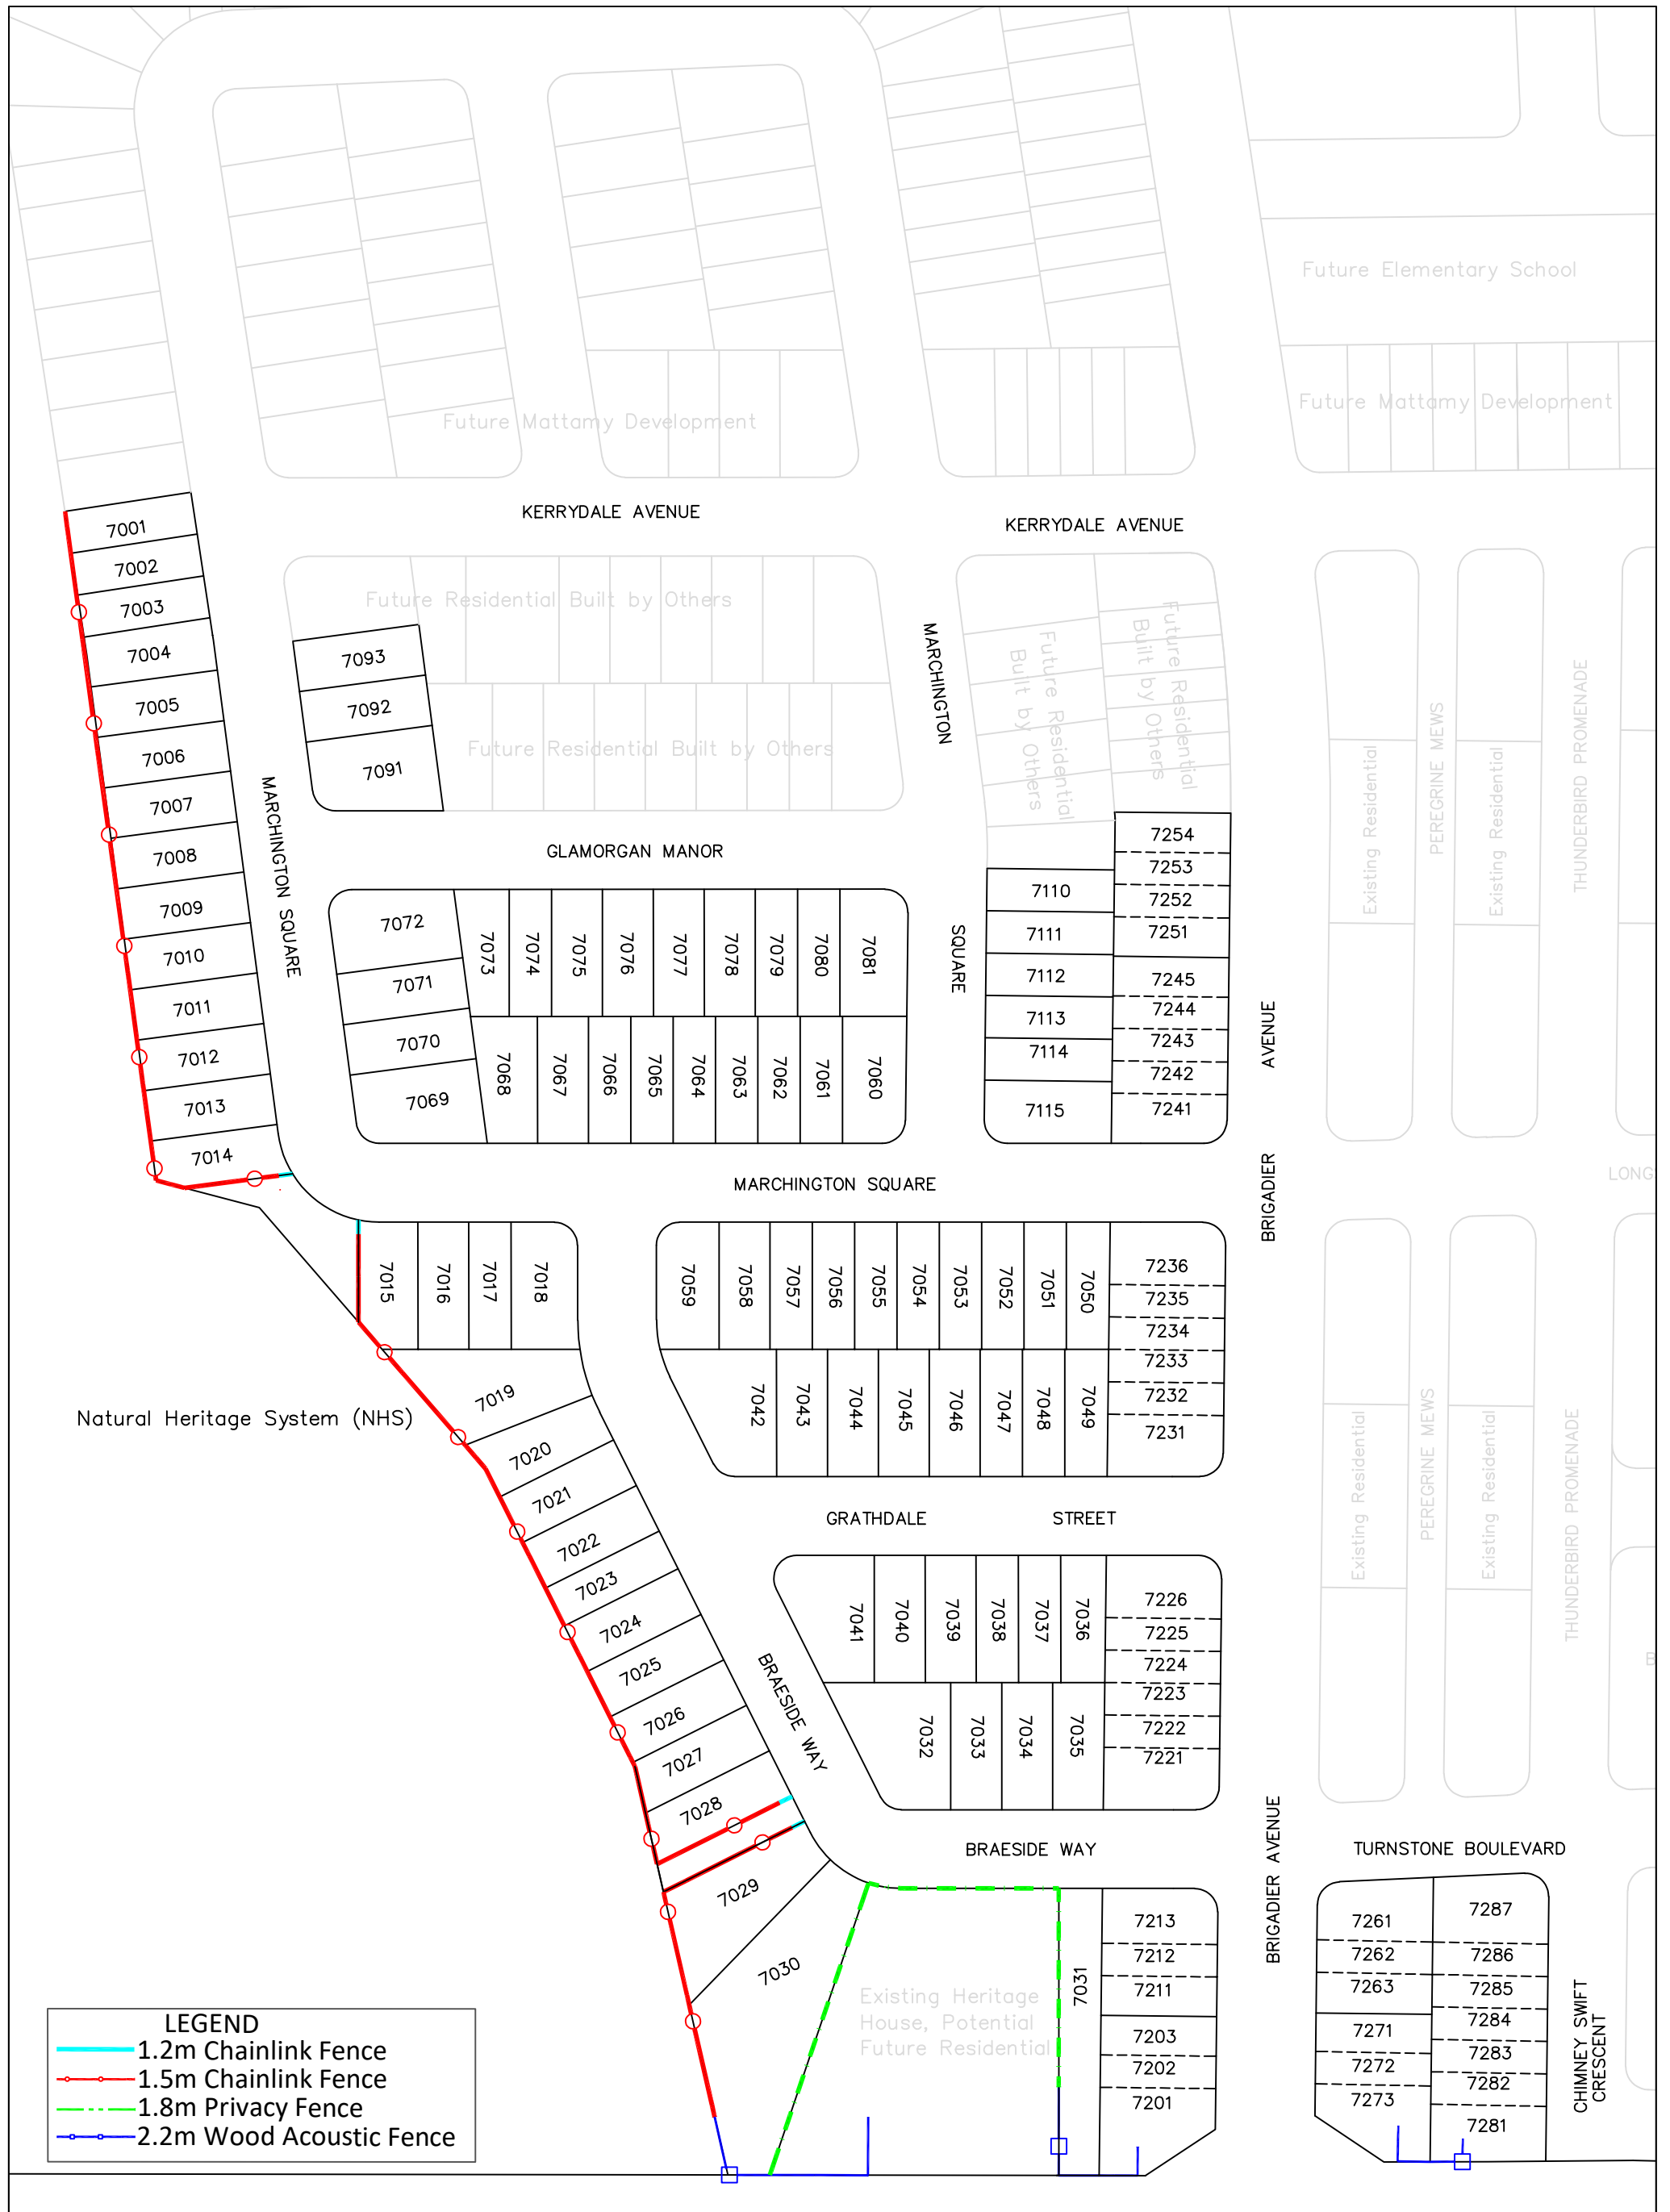 Future Elementary School
Future Mattamy Development
Future Mattamy Development
KERRYDALE AVENUE
KERRYDALE AVENUE
7001
7002
7003
7004
7005
7006
7007
7008
7009
7010
7011
7012
7013
7014
MARCHINGTON SQUARE
Future Residential Built by Others
7093
7092
7091
Future Residential Built by Others
GLAMORGAN MANOR
MARCHINGTON
SQUARE
Future Residential
Built by Others
Future Residential
Built by Others
7072
7071
7070
7069
7073
7074
7075
7076
7077
7078
7079
7080
7081
7068
7067
7066
7065
7064
7063
7062
7061
7060
7110
7111
7112
7113
7114
7115
7254
7253
7252
7251
7245
7244
7243
7242
7241
Existing Residential
PEREGRINE MEWS
Existing Residential
THUNDERBIRD PROMENADE
AVENUE
BRIGADIER
LONG
MARCHINGTON SQUARE
7015
7016
7017
7018
7059
7058
7057
7056
7055
7054
7053
7052
7051
7050
7236
7235
7234
7233
7232
7231
7042
7043
7044
7045
7046
7047
7048
7049
Natural Heritage System (NHS)
7019
7020
7021
7022
7023
7024
7025
7026
7027
7028
7029
7030
Existing Residential
PEREGRINE MEWS
Existing Residential
THUNDERBIRD PROMENADE
GRATHDALE STREET
BRAESIDE WAY
7041
7040
7039
7038
7037
7036
7226
7225
7224
7223
7222
7221
7032
7033
7034
7035
B
BRAESIDE WAY
BRIGADIER AVENUE
TURNSTONE BOULEVARD
7031
7213
7212
7211
7203
7202
7201
7261
7262
7263
7271
7272
7273
7287
7286
7285
7284
7283
7282
7281
CHIMNEY SWIFT
CRESCENT
Existing Heritage
House, Potential
Future Residential
LEGEND
1.2m Chainlink Fence
1.5m Chainlink Fence
1.8m Privacy Fence
2.2m Wood Acoustic Fence